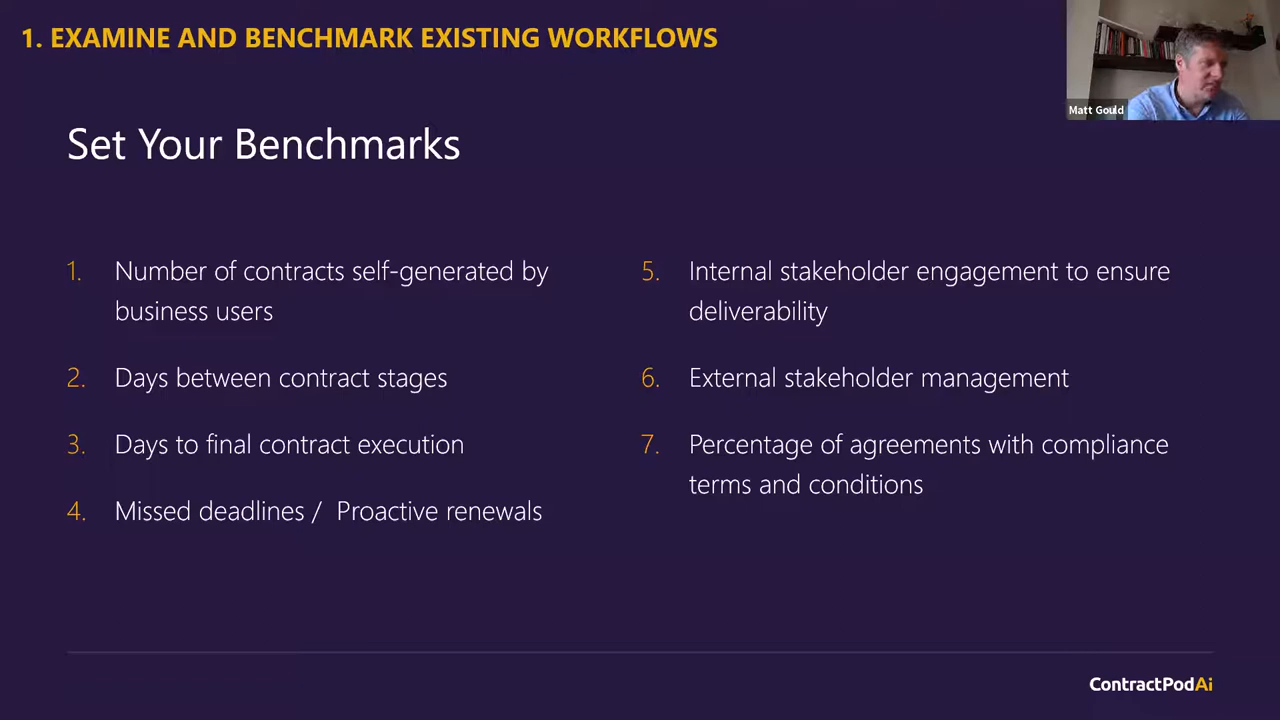 1. EXAMINE AND BENCHMARK EXISTING WORKFLOWS
Matt Gould
Set Your Benchmarks
1. Number of contracts self-generated by
business users
2. Days between contract stages
3. Days to final contract execution
4. Missed deadlines / Proactive renewals
5. Internal stakeholder engagement to ensure
deliverability
6. External stakeholder management
7. Percentage of agreements with compliance
terms and conditions
ContractPodAi